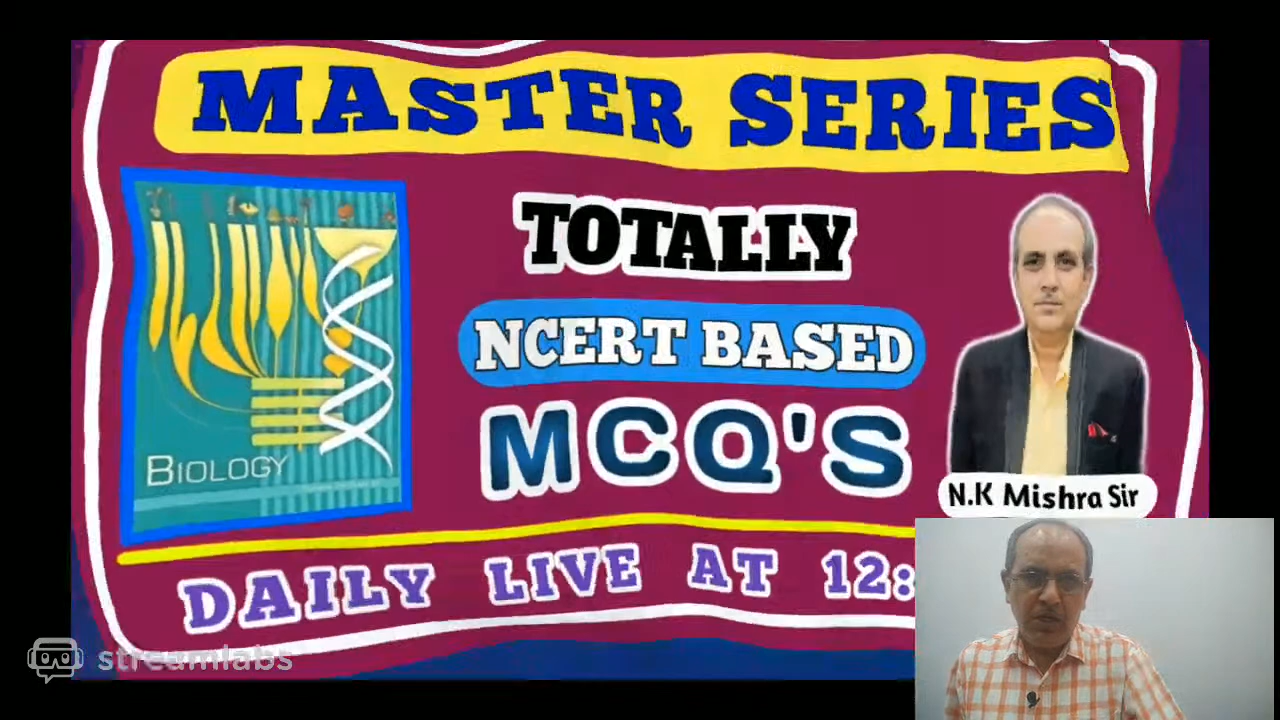 MASTER SERIES
TOTALLY
NCERT BASED
MCQ'S
BIOLOGY
N.K Mishra Sir
DAILY LIVE AT 12:
streamlabs